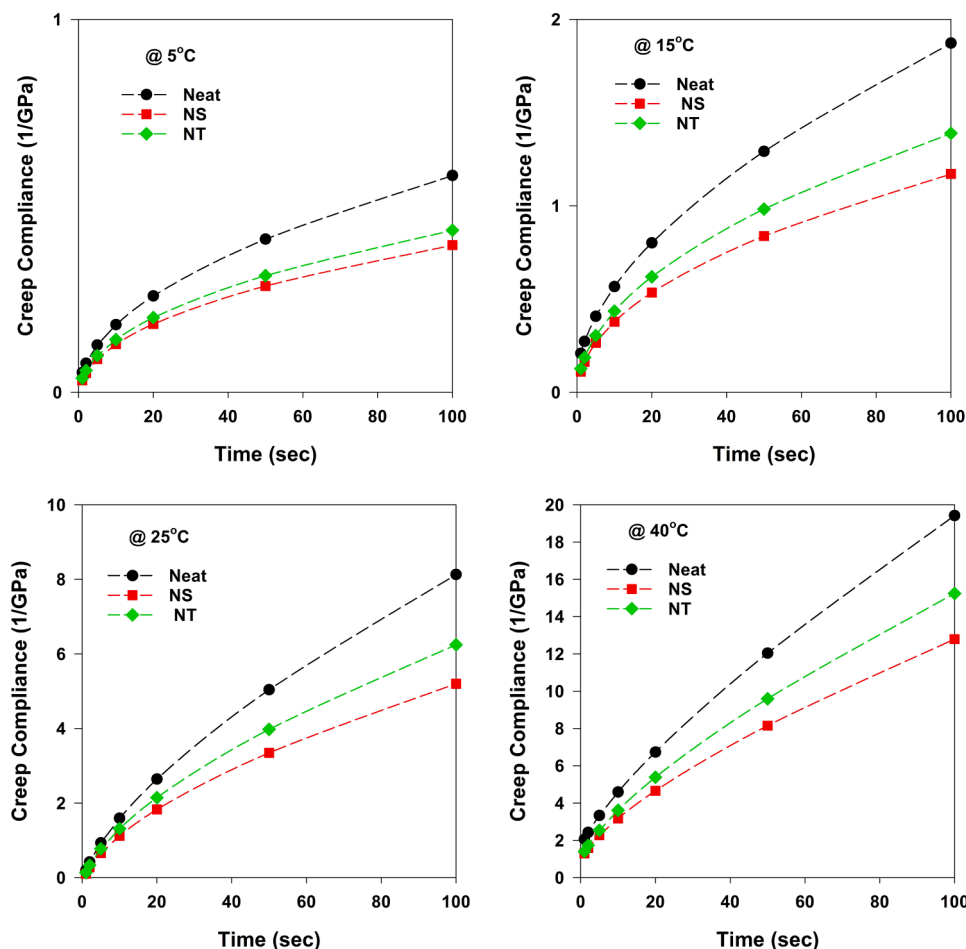 @ 5°C
Neat
NS
NT
Creep Compliance (1/GPa)
1
0
0 20 40 60 80 100
Time (sec)
@ 15°C
Neat
NS
NT
Creep Compliance (1/GPa)
2
1
0
0 20 40 60 80 100
Time (sec)
@ 25°C
Neat
NS
NT
Creep Compliance (1/GPa)
10
8
6
4
2
0
0 20 40 60 80 100
Time (sec)
@ 40°C
Neat
NS
NT
Creep Compliance (1/GPa)
20
18
16
14
12
10
8
6
4
2
0
0 20 40 60 80 100
Time (sec)